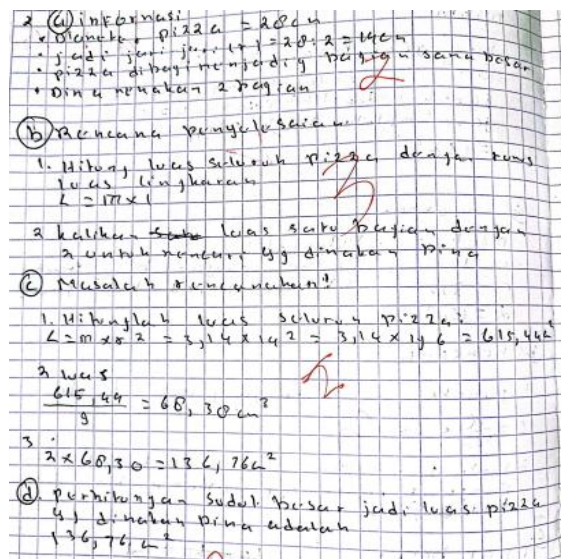 2 (a) informasi
• Diameter pizza = 28 cm
• jadi jari jari (r) = 28 : 2 = 14 cm
• pizza dibagi menjadi 9 bagian sama besar
• Dina memakan 2 bagian
(b) Rencana penyelesaian
1. Hitung luas seluruh pizza dengan rumus
luas lingkaran
2 kalikan luas satu bagian dengan
2 untuk mencari yg dimakan Dina
(c) Masalah rencanakan
1. Hitunglah luas seluruh pizza:
L = m x r 2 = 3,14 x 14 2 = 3,14 x 196 = 615,44
2 luas
615,44
9
= 68,38 cm²
3
2 x 68,38 = 136,76 cm²
(d). perhitungan sudul besar jadi luas pizza
yg dimakan Dina adalah
136,76 cm²